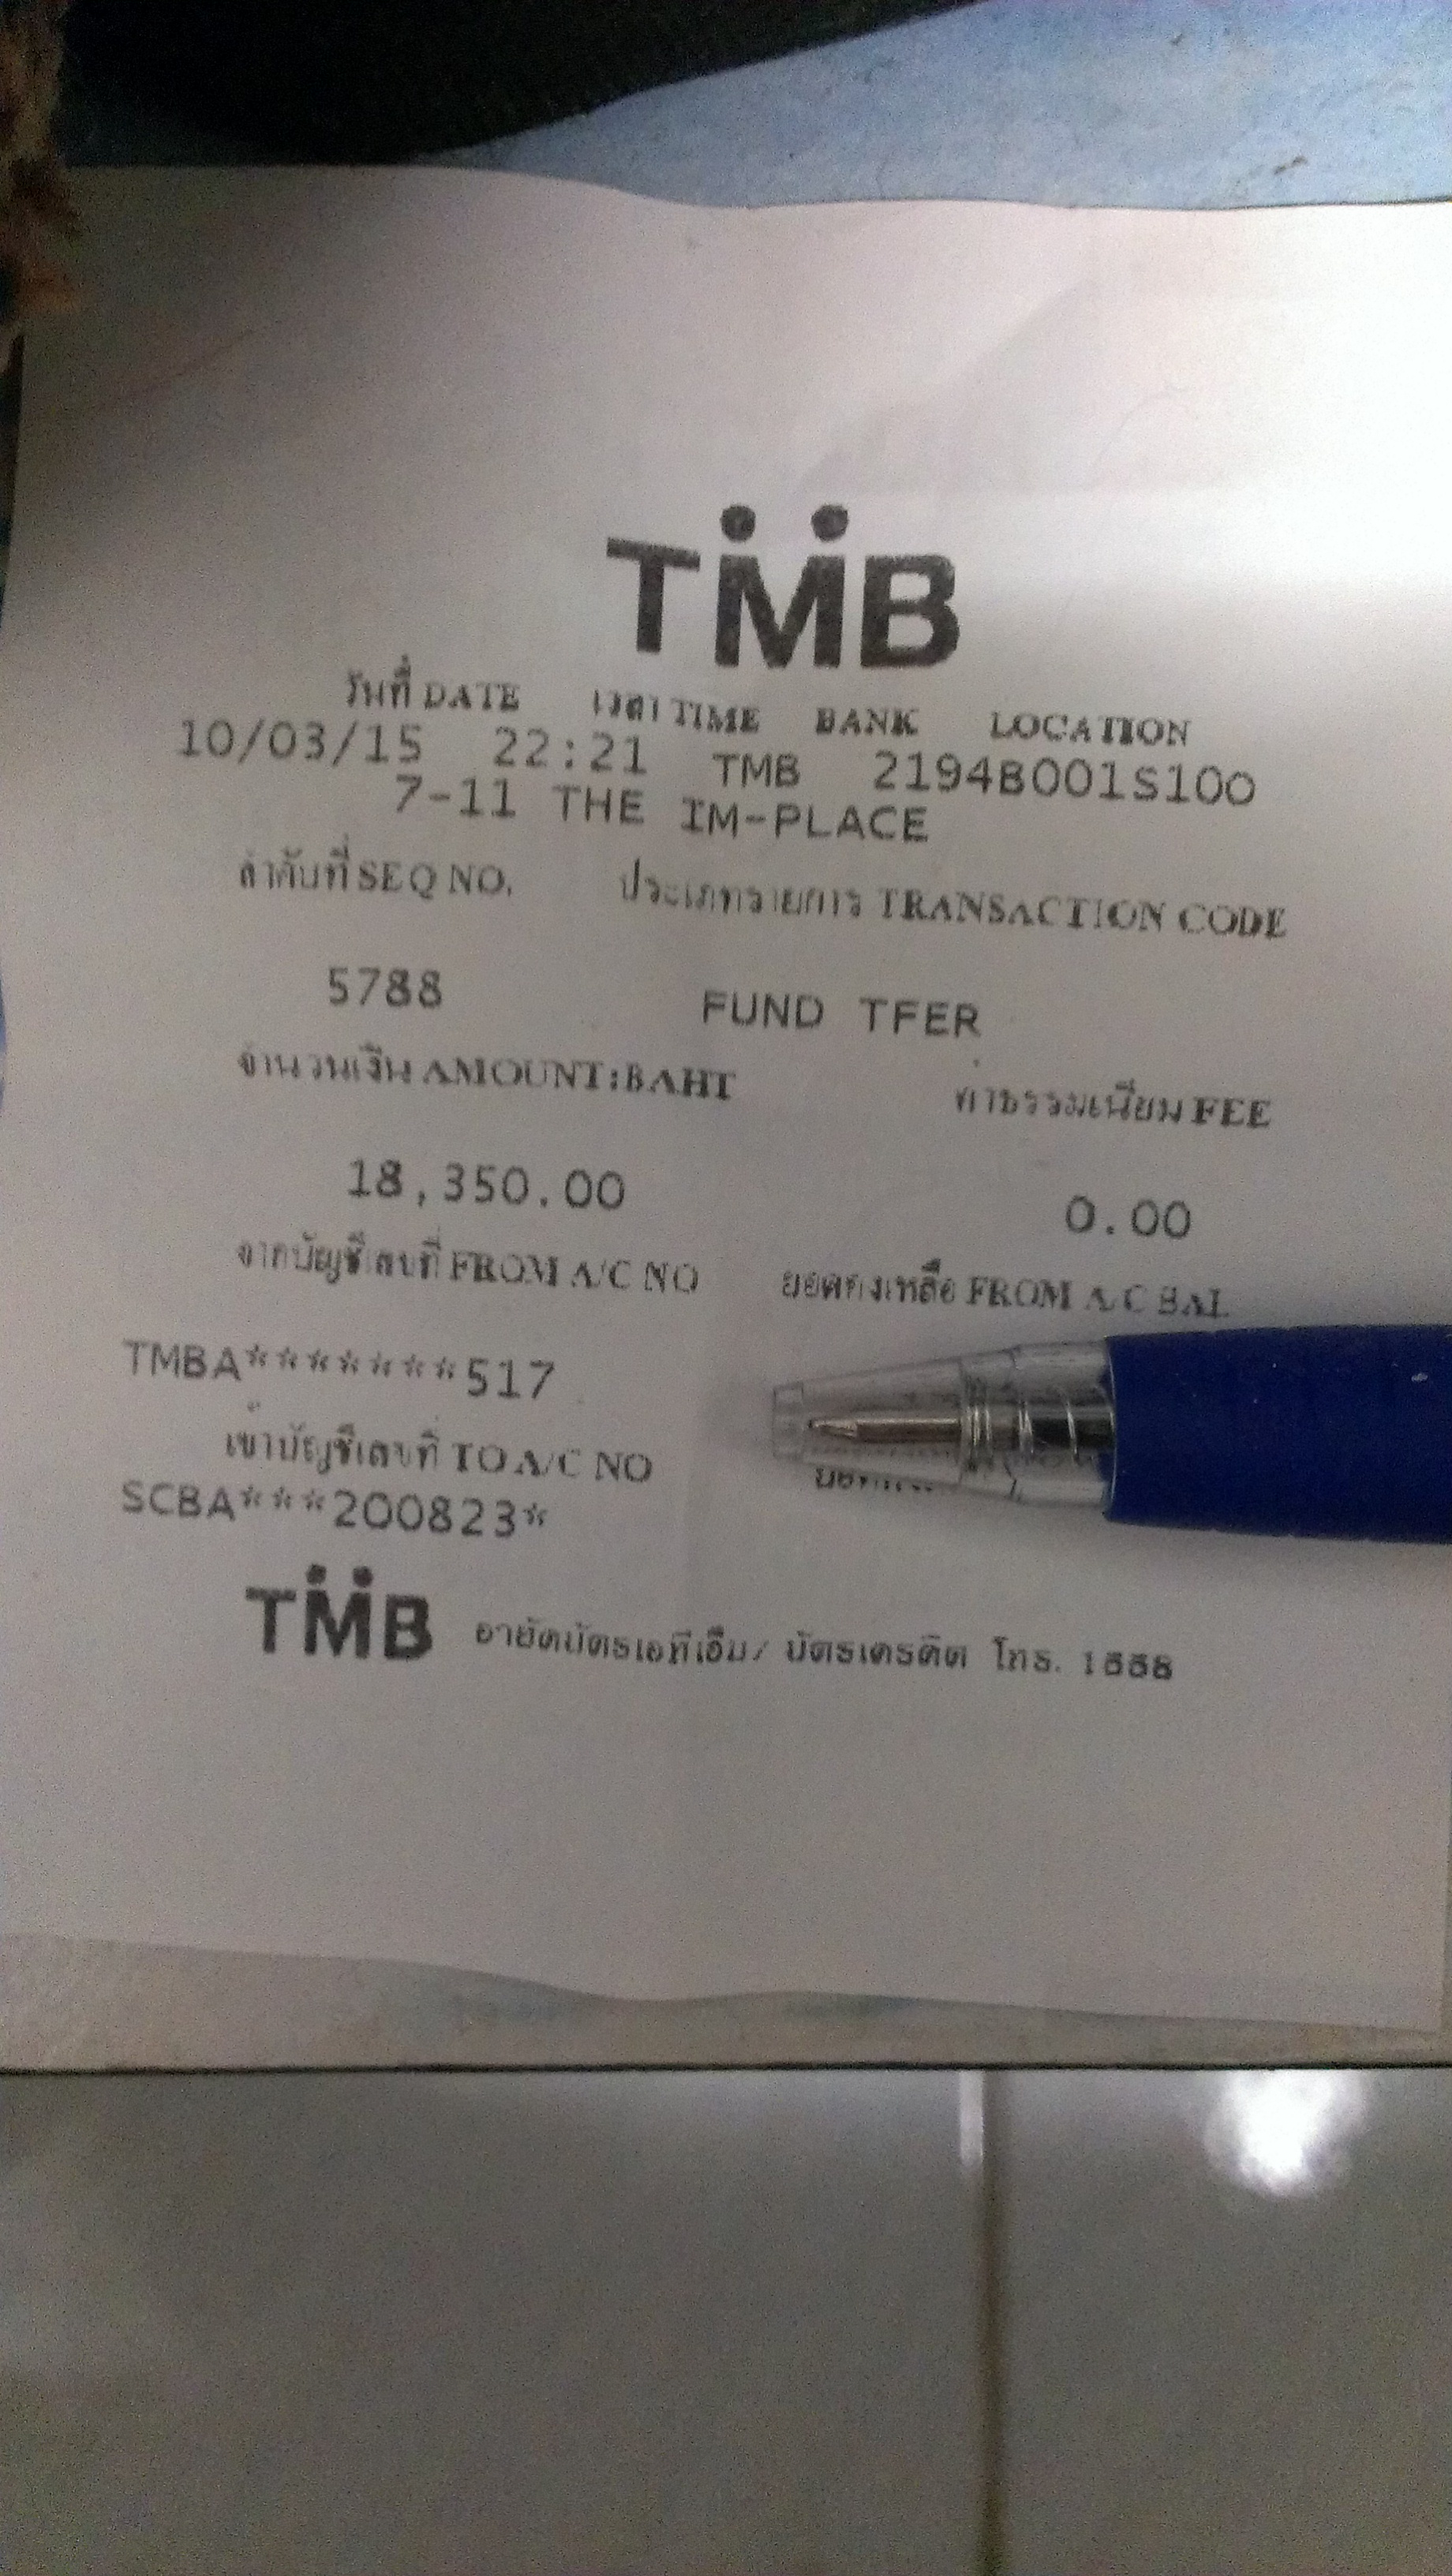 TMB
วันที่ DATE เวลา TIME BANK LOCATION
10/03/15 22:21 TMB 2194B001S100
7-11 THE IM-PLACE
ลำดับที่ SEQ NO. ประเภทรายการ TRANSACTION CODE
5788 FUND TFER
จำนวนเงิน AMOUNT:BAHT ค่าธรรมเนียม FEE
18,350.00 0.00
จากบัญชีเลขที่ FROM A/C NO ยอดคงเหลือ FROM A/C BAL
TMBA*******517
เข้าบัญชีเลขที่ TO A/C NO
SCBA***200823*
TMB อายัดบัตรเอทีเอ็ม/ บัตรเครดิต โทร. 1558